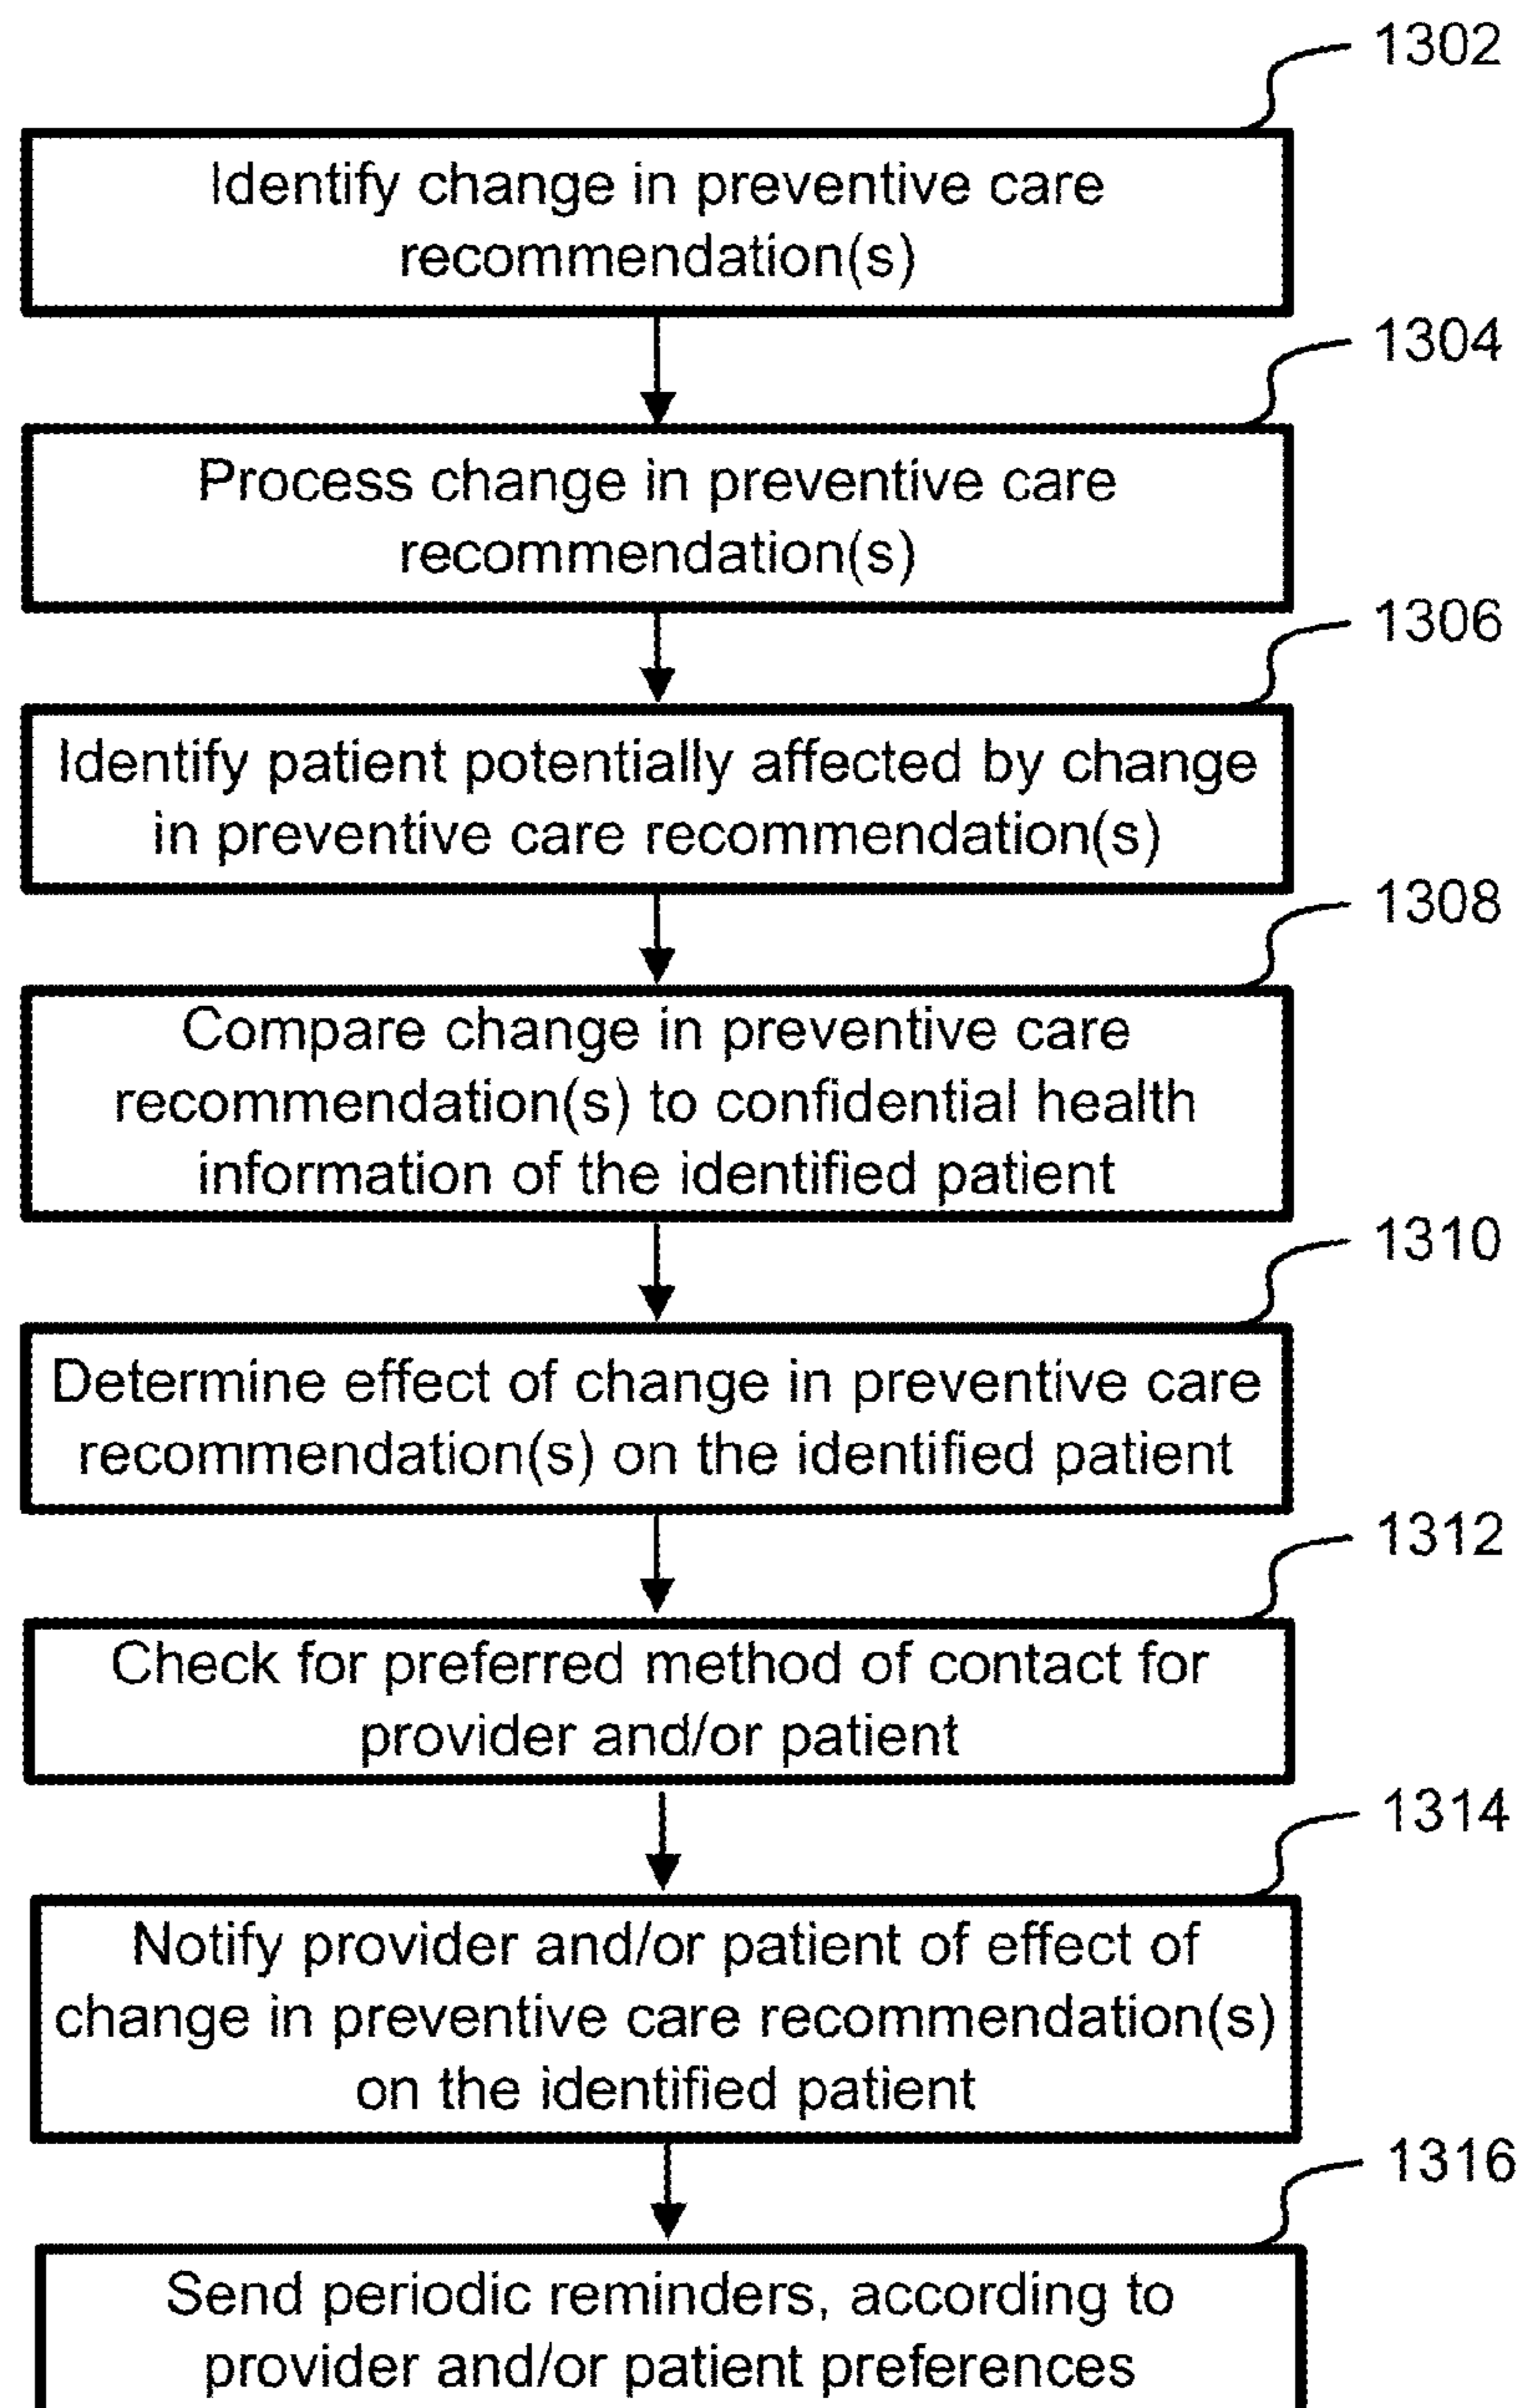 1302
Identify change in preventive care
recommendation(s)
1304
Process change in preventive care
recommendation(s)
1306
Identify patient potentially affected by change
in preventive care recommendation(s)
1308
Compare change in preventive care
recommendation(s) to confidential health
information of the identified patient
1310
Determine effect of change in preventive care
recommendation(s) on the identified patient
1312
Check for preferred method of contact for
provider and/or patient
1314
Notify provider and/or patient of effect of
change in preventive care recommendation(s)
on the identified patient
1316
Send periodic reminders, according to
provider and/or patient preferences